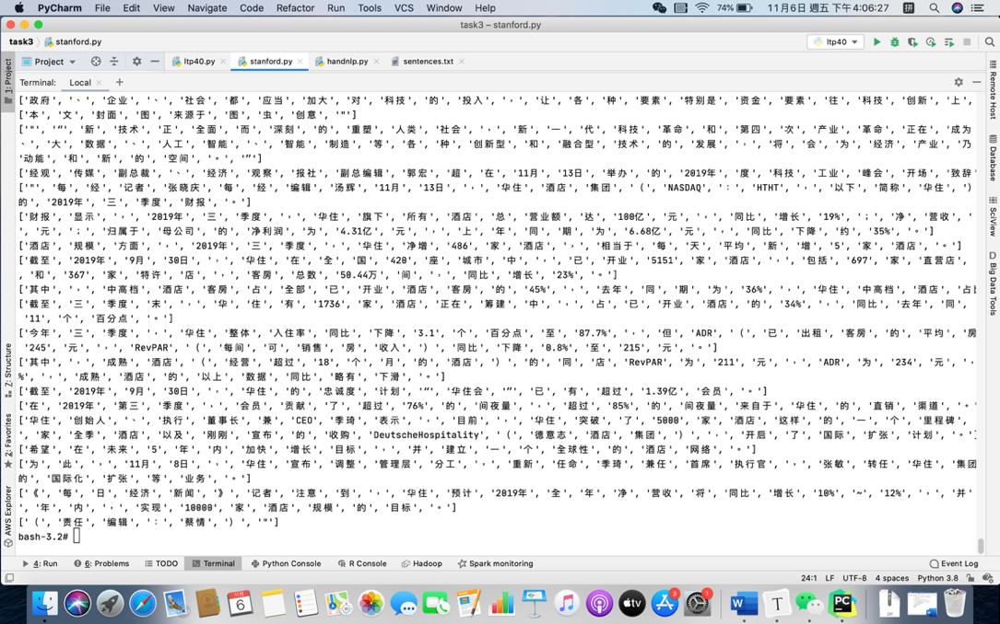 PyCharm File Edit View Navigate Code Refactor Run Tools VCS Window Help 74% 11月6日 週五 下午4:06:27
task3 – stanford.py
task3 stanford.py ltp40
1: Project
Project ltp40.py stanford.py handnlp.py sentences.txt
Terminal: Local +
['政府', '、', '企业', '、', '社会', '都', '应当', '加大', '对', '科技', '的', '投入', '，', '让', '各', '种', '要素', '特别是', '资金', '要素', '往', '科技', '创新', '上',
['本', '文', '封面', '图', '来源于', '图', '虫', '创意', '"']
['"', '“', '新', '技术', '正', '全面', '而', '深刻', '的', '重塑', '人类', '社会', '，', '新', '一', '代', '科技', '革命', '和', '第四', '次', '产业', '革命', '正在', '成为
、', '大', '数据', '、', '人工', '智能', '、', '智能', '制造', '等', '各', '种', '创新型', '和', '融合型', '技术', '的', '发展', '，', '将', '会', '为', '经济', '产业', '乃
'动能', '和', '新', '的', '空间', '。', '”']
['经观', '传媒', '副总裁', '、', '经济', '观察', '报社', '副总编辑', '郭宏', '超', '在', '11月', '13日', '举办', '的', '2019年', '度', '科技', '工业', '峰会', '开场', '致辞
['"', '每', '经', '记者', '张晓庆', '每', '经', '编辑', '汤辉', '11月', '13日', '，', '华住', '酒店', '集团', '(', 'NASDAQ', '：', 'HTHT', '，', '以下', '简称', '华住', ')
的', '2019年', '三', '季度', '财报', '。']
['财报', '显示', '，', '2019年', '三', '季度', '，', '华住', '旗下', '所有', '酒店', '总', '营业额', '达', '100亿', '元', '，', '同比', '增长', '19%', '；', '净', '营收', '
', '元', '；', '归属于', '母公司', '的', '净利润', '为', '4.31亿', '元', '，', '上', '年', '同', '期', '为', '6.68亿', '元', '，', '同比', '下降', '约', '35%', '。']
['酒店', '规模', '方面', '，', '2019年', '三', '季度', '，', '华住', '净增', '486', '家', '酒店', '，', '相当于', '每', '天', '平均', '新', '增', '5', '家', '酒店', '。']
['截至', '2019年', '9月', '30日', '，', '华住', '在', '全', '国', '420', '座', '城市', '中', '，', '已', '开业', '5151', '家', '酒店', '，', '包括', '697', '家', '直营店',
, '和', '367', '家', '特许', '店', '，', '客房', '总数', '50.44万', '间', '，', '同比', '增长', '23%', '。']
['其中', '，', '中高档', '酒店', '客房', '占', '全部', '已', '开业', '酒店', '客房', '的', '45%', '，', '去年', '同', '期', '为', '36%', '，', '华住', '中高档', '酒店', '占比
['截至', '三', '季度', '末', '，', '华', '住', '有', '1736', '家', '酒店', '正在', '筹建', '中', '，', '占', '已', '开业', '酒店', '的', '34%', '，', '同比', '去年', '同',
'11', '个', '百分点', '。']
['今年', '三', '季度', '，', '华住', '整体', '入住率', '同比', '下降', '3.1', '个', '百分点', '至', '87.7%', '，', '但', 'ADR', '(', '已', '出租', '客房', '的', '平均', '房
'245', '元', '，', 'RevPAR', '(', '每间', '可', '销售', '房', '收入', ')', '同比', '下降', '0.8%', '至', '215', '元', '。']
['其中', '，', '成熟', '酒店', '(', '经营', '超过', '18', '个', '月', '的', '酒店', ')', '的', '同', '店', 'RevPAR', '为', '211', '元', '，', 'ADR', '为', '234', '元', '，
%', '，', '成熟', '酒店', '的', '以上', '数据', '同比', '略有', '下滑', '。']
['截至', '2019年', '9月', '30日', '，', '华住', '的', '忠诚度', '计划', '“', '华住会', '”', '已', '有', '超过', '1.39亿', '会员', '。']
['在', '2019年', '第三', '季度', '，', '会员', '贡献', '了', '超过', '76%', '的', '间夜量', '，', '超过', '85%', '的', '间夜量', '来自于', '华住', '的', '直销', '渠道', '。'
['华住', '创始人', '、', '执行', '董事长', '兼', 'CEO', '季琦', '表示', '，', '目前', '，', '华住', '突破', '了', '5000', '家', '酒店', '这样', '的', '一', '个', '里程碑',
, '家', '全季', '酒店', '以及', '刚刚', '宣布', '的', '收购', 'DeutscheHospitality', '(', '德意志', '酒店', '集团', ')', '，', '开启', '了', '国际', '扩张', '计划', '。']
['希望', '在', '未来', '5', '年', '内', '加快', '增长', '目标', '，', '并', '建立', '一', '个', '全球性', '的', '酒店', '网络', '。']
['为', '此', '，', '11月', '8日', '，', '华住', '宣布', '调整', '管理层', '分工', '，', '重新', '任命', '季琦', '兼任', '首席', '执行官', '，', '张敏', '转任', '华住', '集团
的', '国际化', '扩张', '等', '业务', '。']
['《', '每', '日', '经济', '新闻', '》', '记者', '注意', '到', '，', '华住', '预计', '2019年', '全', '年', '净', '营收', '将', '同比', '增长', '10%', '~', '12%', '，', '并'
, '年', '内', '，', '实现', '10000', '家', '酒店', '规模', '的', '目标', '。']
['(', '责任', '编辑', '：', '蔡情', ')', '"']
bash-3.2#
Remote Host
Database
SciView
Big Data Tools
Z: Structure
2: Favorites
AWS Explorer
4: Run 6: Problems TODO Terminal Python Console R Console Hadoop Spark monitoring Event Log
24:1 LF UTF-8 4 spaces Python 3.8
11月
6
tv
3
1
W
T
PC
ZIP